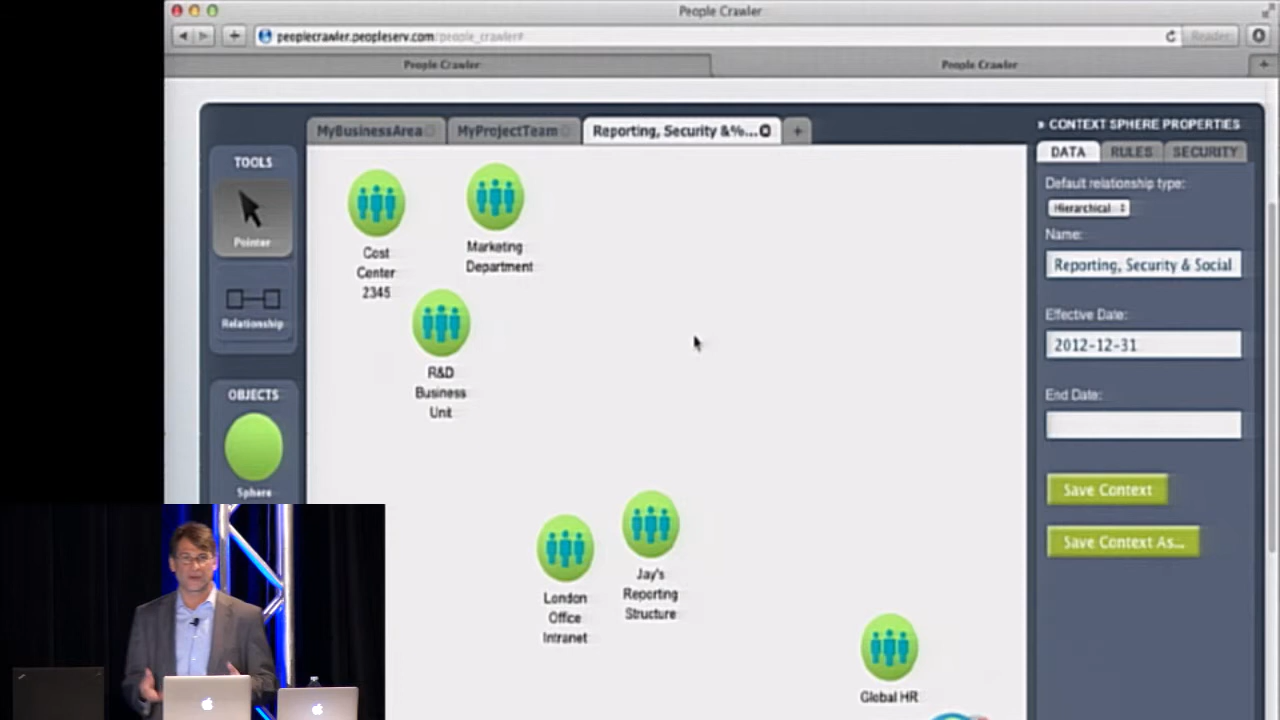 People Crawler
peoplecrawler.peopleserv.com/people_crawler#
Reader
People Crawler
People Crawler
MyBusinessArea
MyProjectTeam
Reporting, Security &%...
+
TOOLS
Pointer
Relationship
OBJECTS
Sphere
Cost
Center
2345
Marketing
Department
R&D
Business
Unit
London
Office
Intranet
Jay's
Reporting
Structure
Global HR
CONTEXT SPHERE PROPERTIES
DATA
RULES
SECURITY
Default relationship type:
Hierarchical
Name:
Reporting, Security & Social
Effective Date:
2012-12-31
End Date:
Save Context
Save Context As...